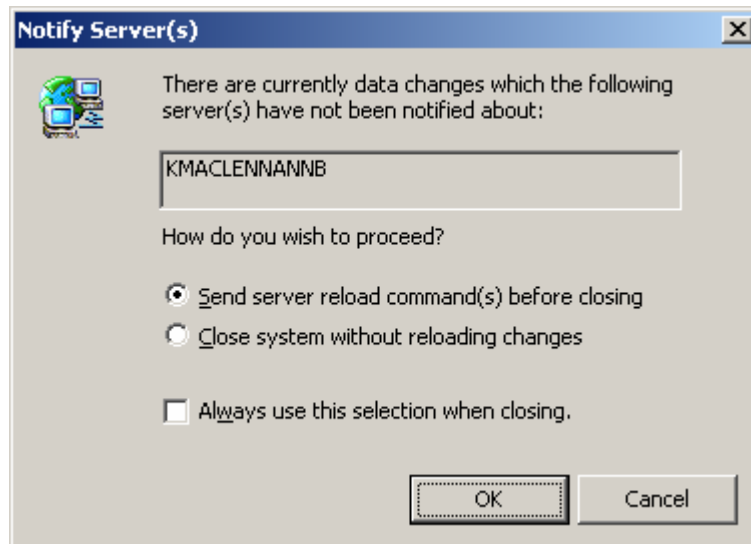 Notify Server(s)
There are currently data changes which the following
server(s) have not been notified about:
KMACLENNANNB
How do you wish to proceed?
Send server reload command(s) before closing
Close system without reloading changes
Always use this selection when closing.
OK
Cancel